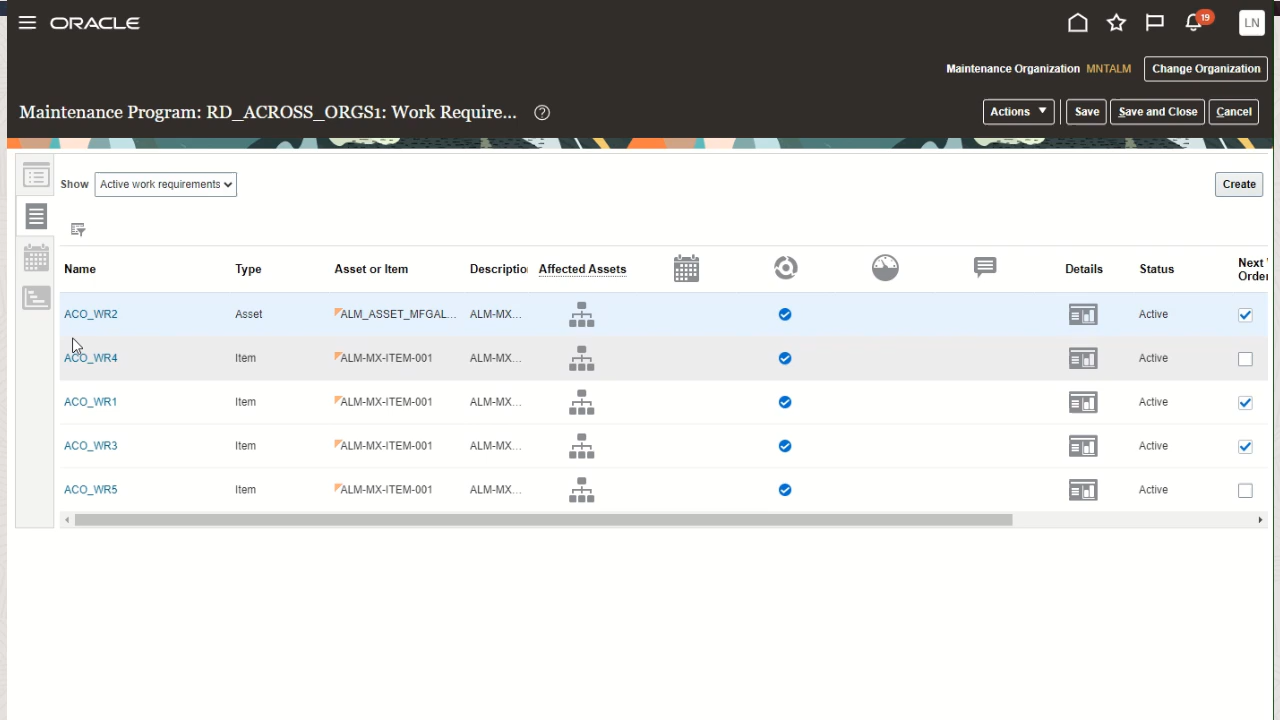 ORACLE
19
LN
Maintenance Organization MNTALM Change Organization
Maintenance Program: RD_ACROSS_ORGS1: Work Require... ?
Actions Save Save and Close Cancel
Show Active work requirements Create
Name Type Asset or Item Description Affected Assets Details Status Next
Order
ACO_WR2 Asset ALM_ASSET_MFGAL... ALM-MX... Active
ACO_WR4 Item ALM-MX-ITEM-001 ALM-MX... Active
ACO_WR1 Item ALM-MX-ITEM-001 ALM-MX... Active
ACO_WR3 Item ALM-MX-ITEM-001 ALM-MX... Active
ACO_WR5 Item ALM-MX-ITEM-001 ALM-MX... Active